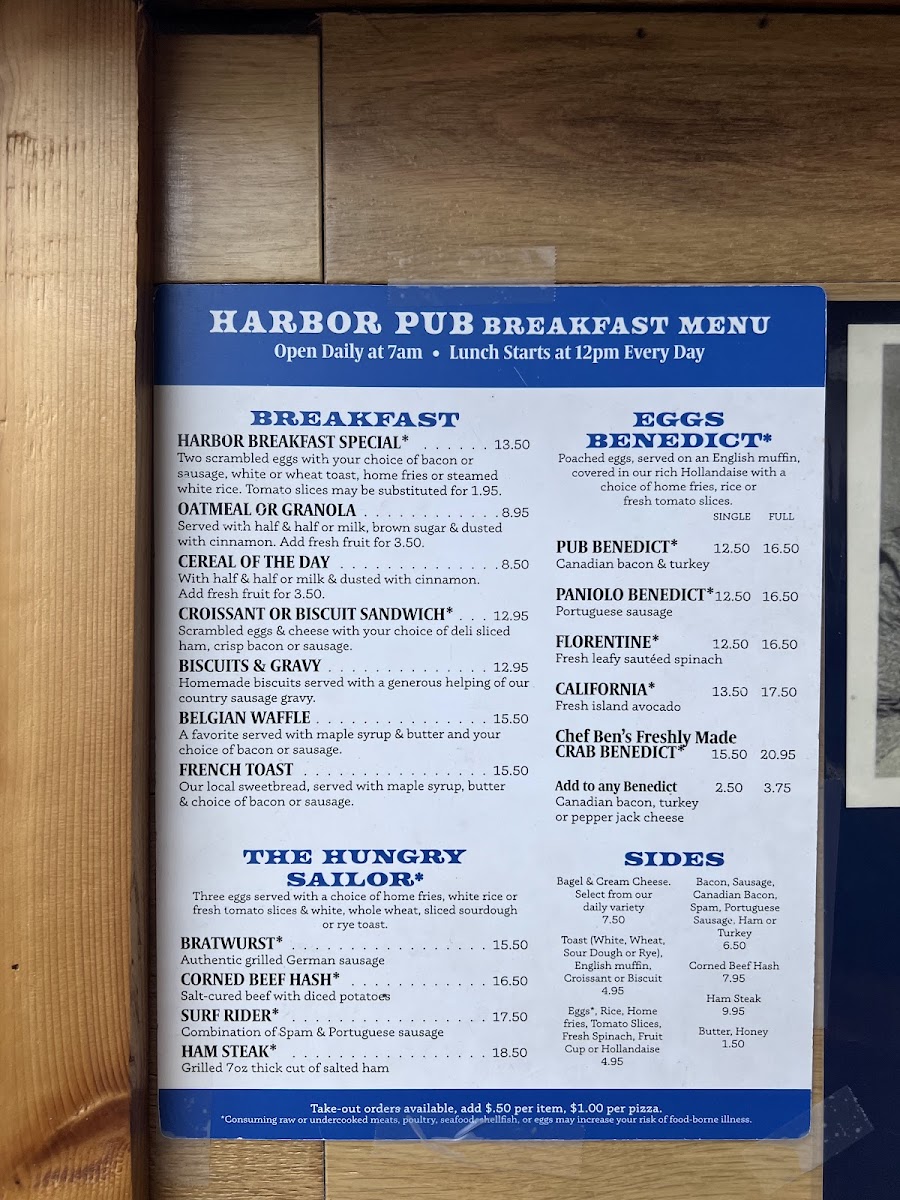 HARBOR PUB BREAKFAST MENU
Open Daily at 7am • Lunch Starts at 12pm Every Day
BREAKFAST
HARBOR BREAKFAST SPECIAL* . . . . . . 13.50
Two scrambled eggs with your choice of bacon or
sausage, white or wheat toast, home fries or steamed
white rice. Tomato slices may be substituted for 1.95.
OATMEAL OR GRANOLA . . . . . . . . . . . . 8.95
Served with half & half or milk, brown sugar & dusted
with cinnamon. Add fresh fruit for 3.50.
CEREAL OF THE DAY . . . . . . . . . . . . . . 8.50
With half & half or milk & dusted with cinnamon.
Add fresh fruit for 3.50.
CROISSANT OR BISCUIT SANDWICH* . . . 12.95
Scrambled eggs & cheese with your choice of deli sliced
ham, crisp bacon or sausage.
BISCUITS & GRAVY . . . . . . . . . . . . . . 12.95
Homemade biscuits served with a generous helping of our
country sausage gravy.
BELGIAN WAFFLE . . . . . . . . . . . . . . . 15.50
A favorite served with maple syrup & butter and your
choice of bacon or sausage.
FRENCH TOAST . . . . . . . . . . . . . . . . 15.50
Our local sweetbread, served with maple syrup, butter
& choice of bacon or sausage.
THE HUNGRY
SAILOR*
Three eggs served with a choice of home fries, white rice or
fresh tomato slices & white, whole wheat, sliced sourdough
or rye toast.
BRATWURST* . . . . . . . . . . . . . . . . . 15.50
Authentic grilled German sausage
CORNED BEEF HASH* . . . . . . . . . . . . . 16.50
Salt-cured beef with diced potatoes
SURF RIDER* . . . . . . . . . . . . . . . . . 17.50
Combination of Spam & Portuguese sausage
HAM STEAK* . . . . . . . . . . . . . . . . . 18.50
Grilled 7oz thick cut of salted ham
EGGS
BENEDICT*
Poached eggs, served on an English muffin,
covered in our rich Hollandaise with a
choice of home fries, rice or
fresh tomato slices.
SINGLE FULL
PUB BENEDICT* 12.50 16.50
Canadian bacon & turkey
PANIOLO BENEDICT* 12.50 16.50
Portuguese sausage
FLORENTINE* 12.50 16.50
Fresh leafy sautéed spinach
CALIFORNIA* 13.50 17.50
Fresh island avocado
Chef Ben's Freshly Made
CRAB BENEDICT* 15.50 20.95
Add to any Benedict 2.50 3.75
Canadian bacon, turkey
or pepper jack cheese
SIDES
Bagel & Cream Cheese.
Select from our
daily variety
7.50
Toast (White, Wheat,
Sour Dough or Rye),
English muffin,
Croissant or Biscuit
4.95
Eggs*, Rice, Home
fries, Tomato Slices,
Fresh Spinach, Fruit
Cup or Hollandaise
4.95
Bacon, Sausage,
Canadian Bacon,
Spam, Portuguese
Sausage, Ham or
Turkey
6.50
Corned Beef Hash
7.95
Ham Steak
9.95
Butter, Honey
1.50
Take-out orders available, add $.50 per item, $1.00 per pizza.
*Consuming raw or undercooked meats, poultry, seafood, shellfish, or eggs may increase your risk of food-borne illness.